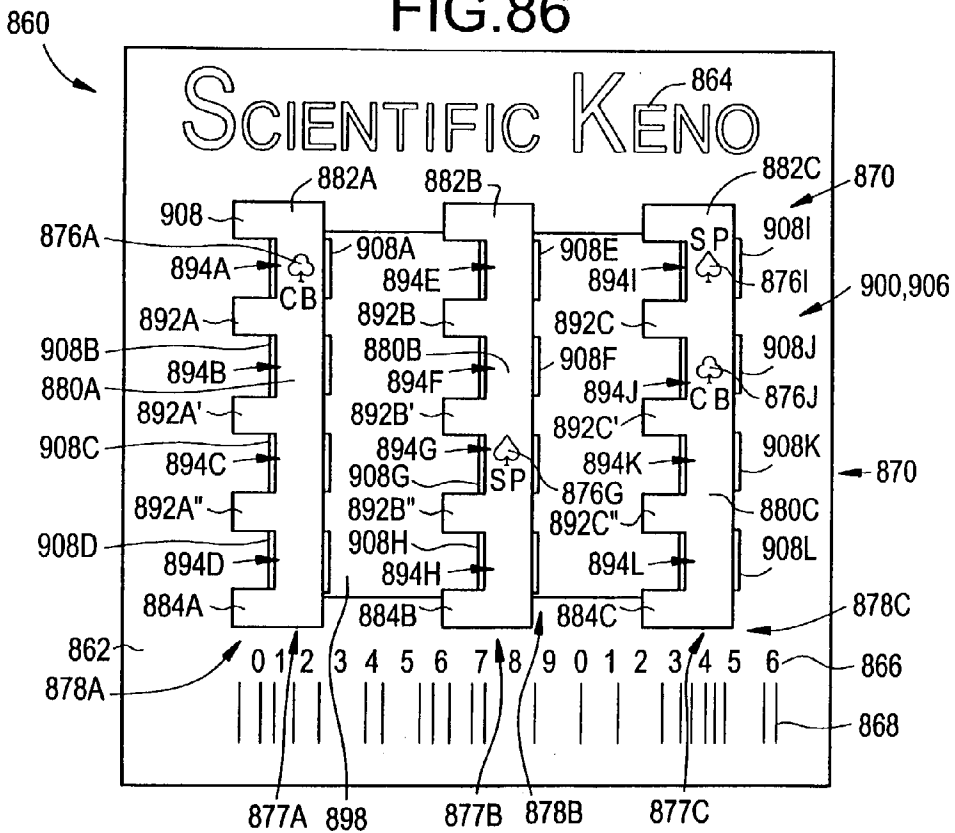 FIG.86
860
SCIENTIFIC KENO
864
882A 882B 882C 870
908 908A 908E SP 908I
876A 894A CB 894E 894I 876I
900,906
892A 892B 892C
908B 880B 908F 908J
880A 894B 894F 894J CB 876J
892A' 892B' 892C'
908C 894C 894G SP 894K 908K
908G 876G 870
892A" 892B" 892C" 880C
908D 908H
894D 894H 894L 908L
884A 884B 884C 878C
862 0 1 2 3 4 5 6 7 8 9 0 1 2 3 4 5 6 866
878A
868
877A 898 877B 878B 877C